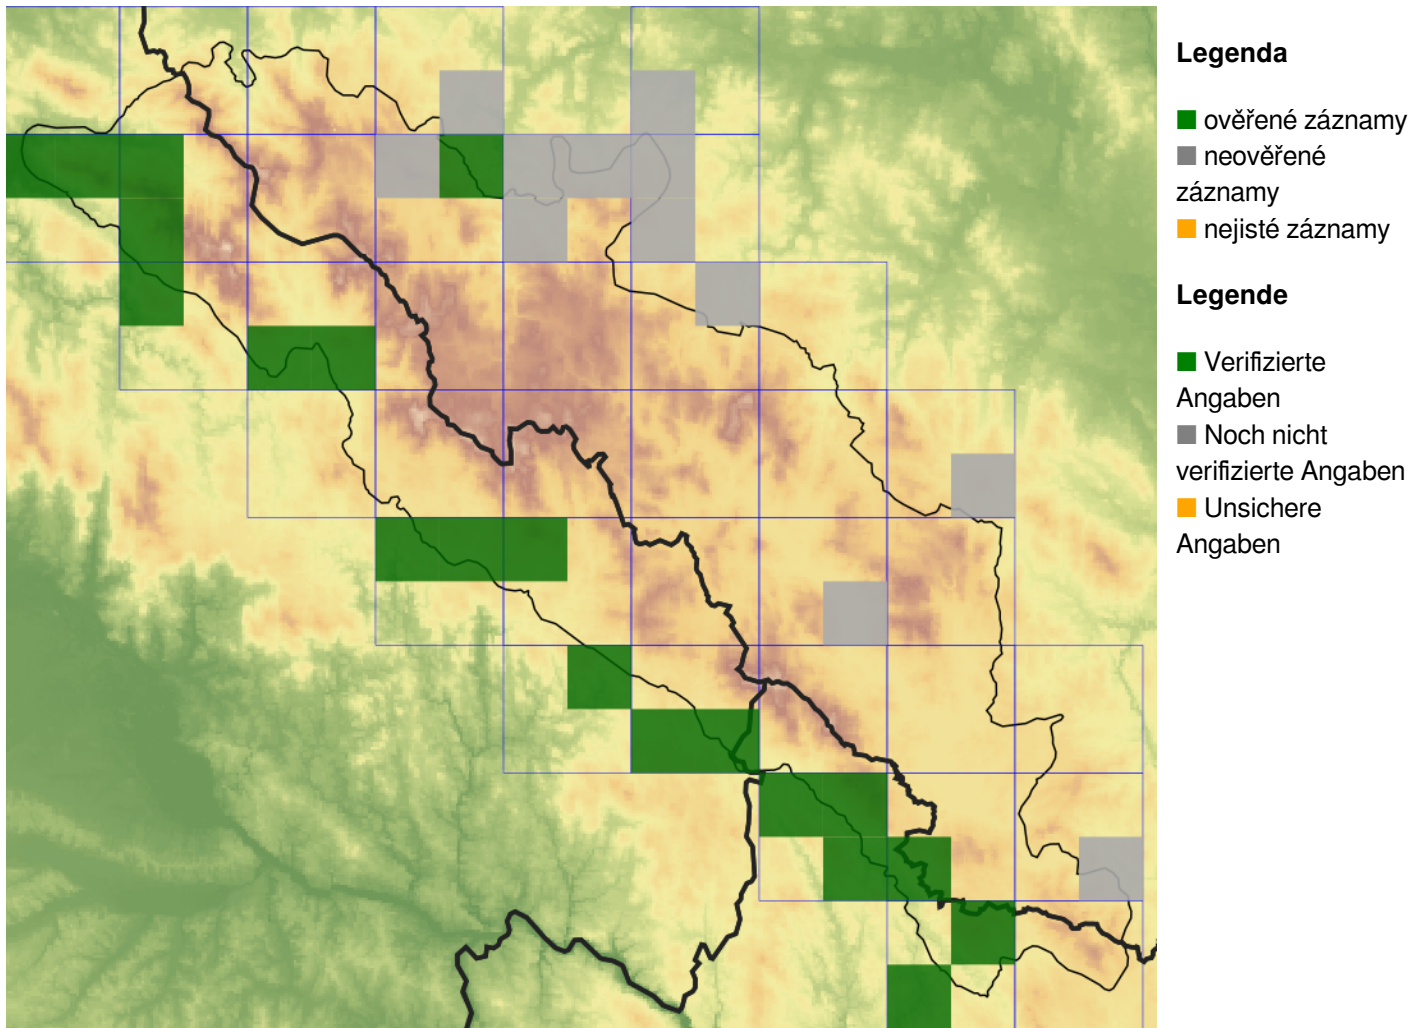 Legenda
ověřené záznamy
neověřené
záznamy
nejisté záznamy
Legende
Verifizierte
Angaben
Noch nicht
verifizierte Angaben
Unsichere
Angaben